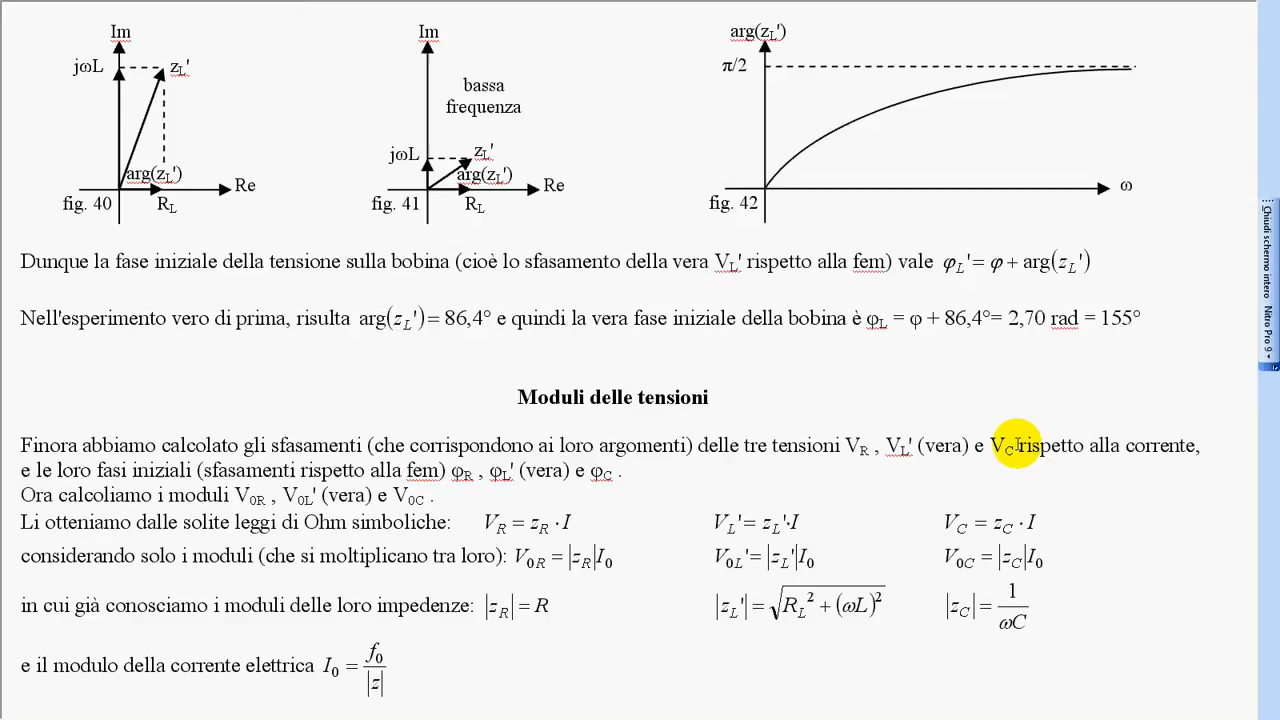 Im
jωL
zL'
arg(zL')
Re
fig. 40
RL
Im
bassa
frequenza
jωL
zL'
arg(zL')
Re
fig. 41
RL
arg(zL')
π/2
ω
fig. 42
Dunque la fase iniziale della tensione sulla bobina (cioè lo sfasamento della vera VL' rispetto alla fem) vale φL'= φ + arg(zL')
Nell'esperimento vero di prima, risulta arg(zL') = 86,4° e quindi la vera fase iniziale della bobina è φL = φ + 86,4°= 2,70 rad = 155°
Moduli delle tensioni
Finora abbiamo calcolato gli sfasamenti (che corrispondono ai loro argomenti) delle tre tensioni VR , VL' (vera) e VC rispetto alla corrente,
e le loro fasi iniziali (sfasamenti rispetto alla fem) φR , φL' (vera) e φC .
Ora calcoliamo i moduli V0R , V0L' (vera) e V0C .
Li otteniamo dalle solite leggi di Ohm simboliche: VR = zR · I VL'= zL'·I VC = zC · I
considerando solo i moduli (che si moltiplicano tra loro): V0R = |zR|I0 V0L'= |zL'|I0 V0C = |zC|I0
in cui già conosciamo i moduli delle loro impedenze: |zR| = R |zL'| = √(RL² + (ωL)²) |zC| = 1/ωC
e il modulo della corrente elettrica I0 = f0/|z|
Chiudi schermo intero Nitro Pro 9